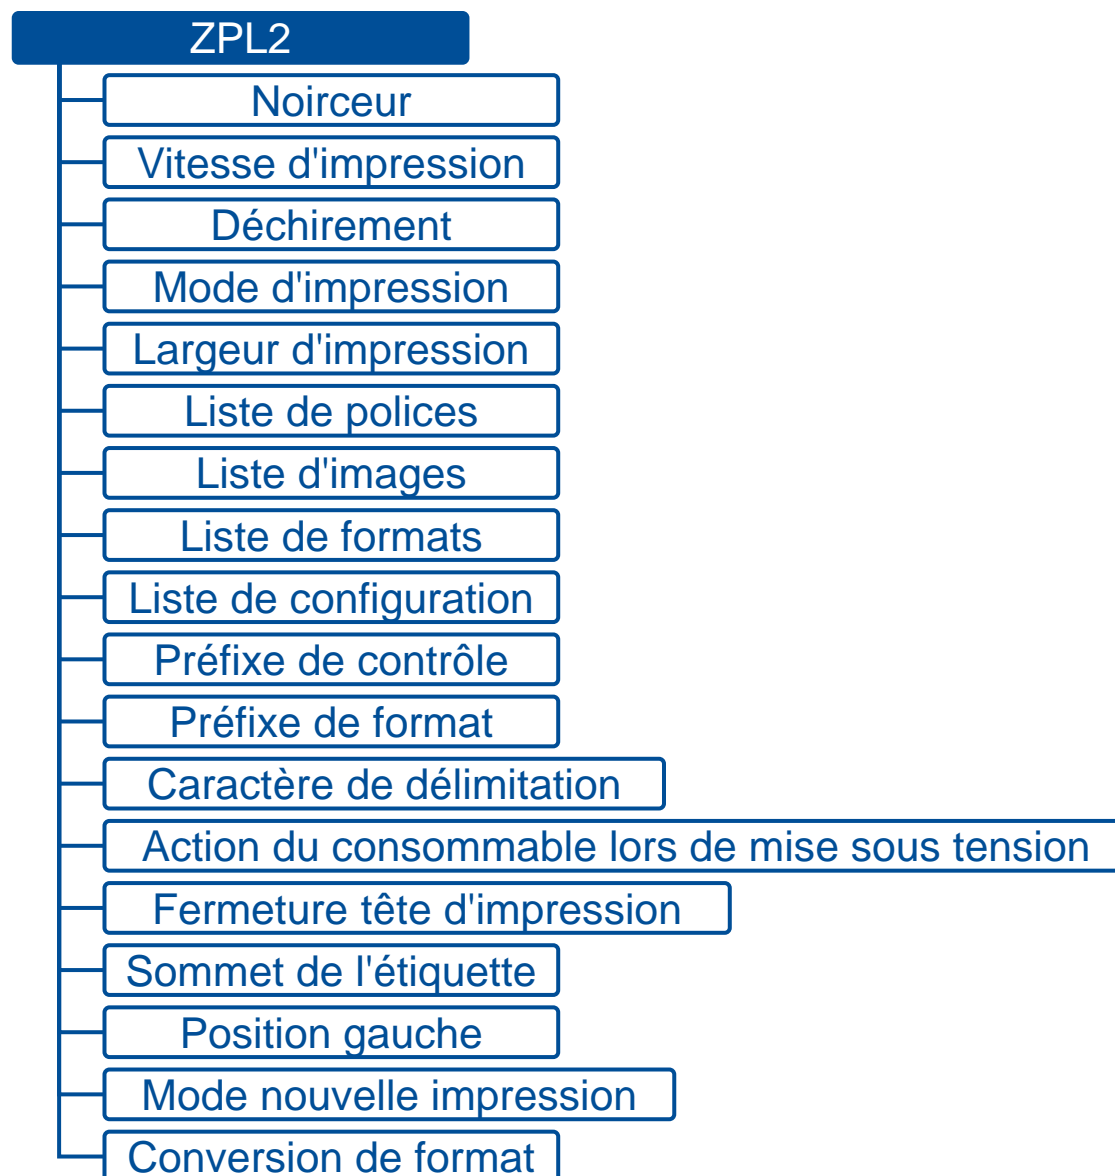 ZPL2
Noirceur
Vitesse d'impression
Déchirement
Mode d'impression
Largeur d'impression
Liste de polices
Liste d'images
Liste de formats
Liste de configuration
Préfixe de contrôle
Préfixe de format
Caractère de délimitation
Action du consommable lors de mise sous tension
Fermeture tête d'impression
Sommet de l'étiquette
Position gauche
Mode nouvelle impression
Conversion de format